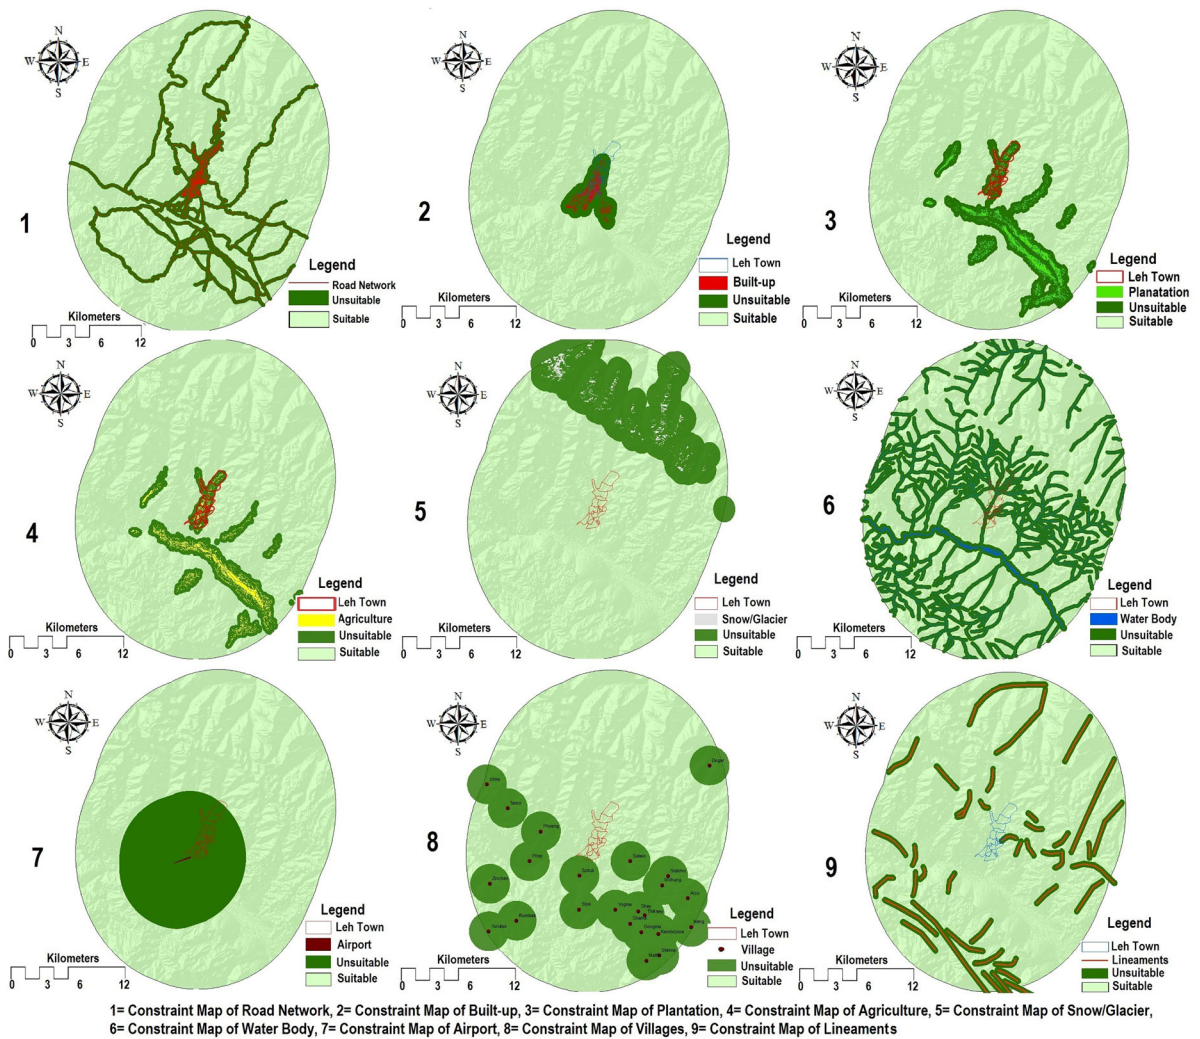 N
W E
S
1
Legend
Road Network
Unsuitable
Suitable
Kilometers
0 3 6 12
N
W E
S
2
Legend
Leh Town
Built-up
Unsuitable
Suitable
Kilometers
0 3 6 12
N
W E
S
3
Legend
Leh Town
Planatation
Unsuitable
Suitable
Kilometers
0 3 6 12
N
W E
S
4
Legend
Leh Town
Agriculture
Unsuitable
Suitable
Kilometers
0 3 6 12
N
W E
S
5
Legend
Leh Town
Snow/Glacier
Unsuitable
Suitable
Kilometers
0 3 6 12
N
W E
S
6
Legend
Leh Town
Water Body
Unsuitable
Suitable
Kilometers
0 3 6 12
N
W E
S
7
Legend
Leh Town
Airport
Unsuitable
Suitable
Kilometers
0 3 6 12
N
W E
S
8
Phyang
Sabu
Spituk
Stok
Rumbak
Matho
Legend
Leh Town
Village
Unsuitable
Suitable
Kilometers
0 3 6 12
N
W E
S
9
Legend
Leh Town
Lineaments
Unsuitable
Suitable
Kilometers
0 3 6 12
1= Constraint Map of Road Network, 2= Constraint Map of Built-up, 3= Constraint Map of Plantation, 4= Constraint Map of Agriculture, 5= Constraint Map of Snow/Glacier,
6= Constraint Map of Water Body, 7= Constraint Map of Airport, 8= Constraint Map of Villages, 9= Constraint Map of Lineaments